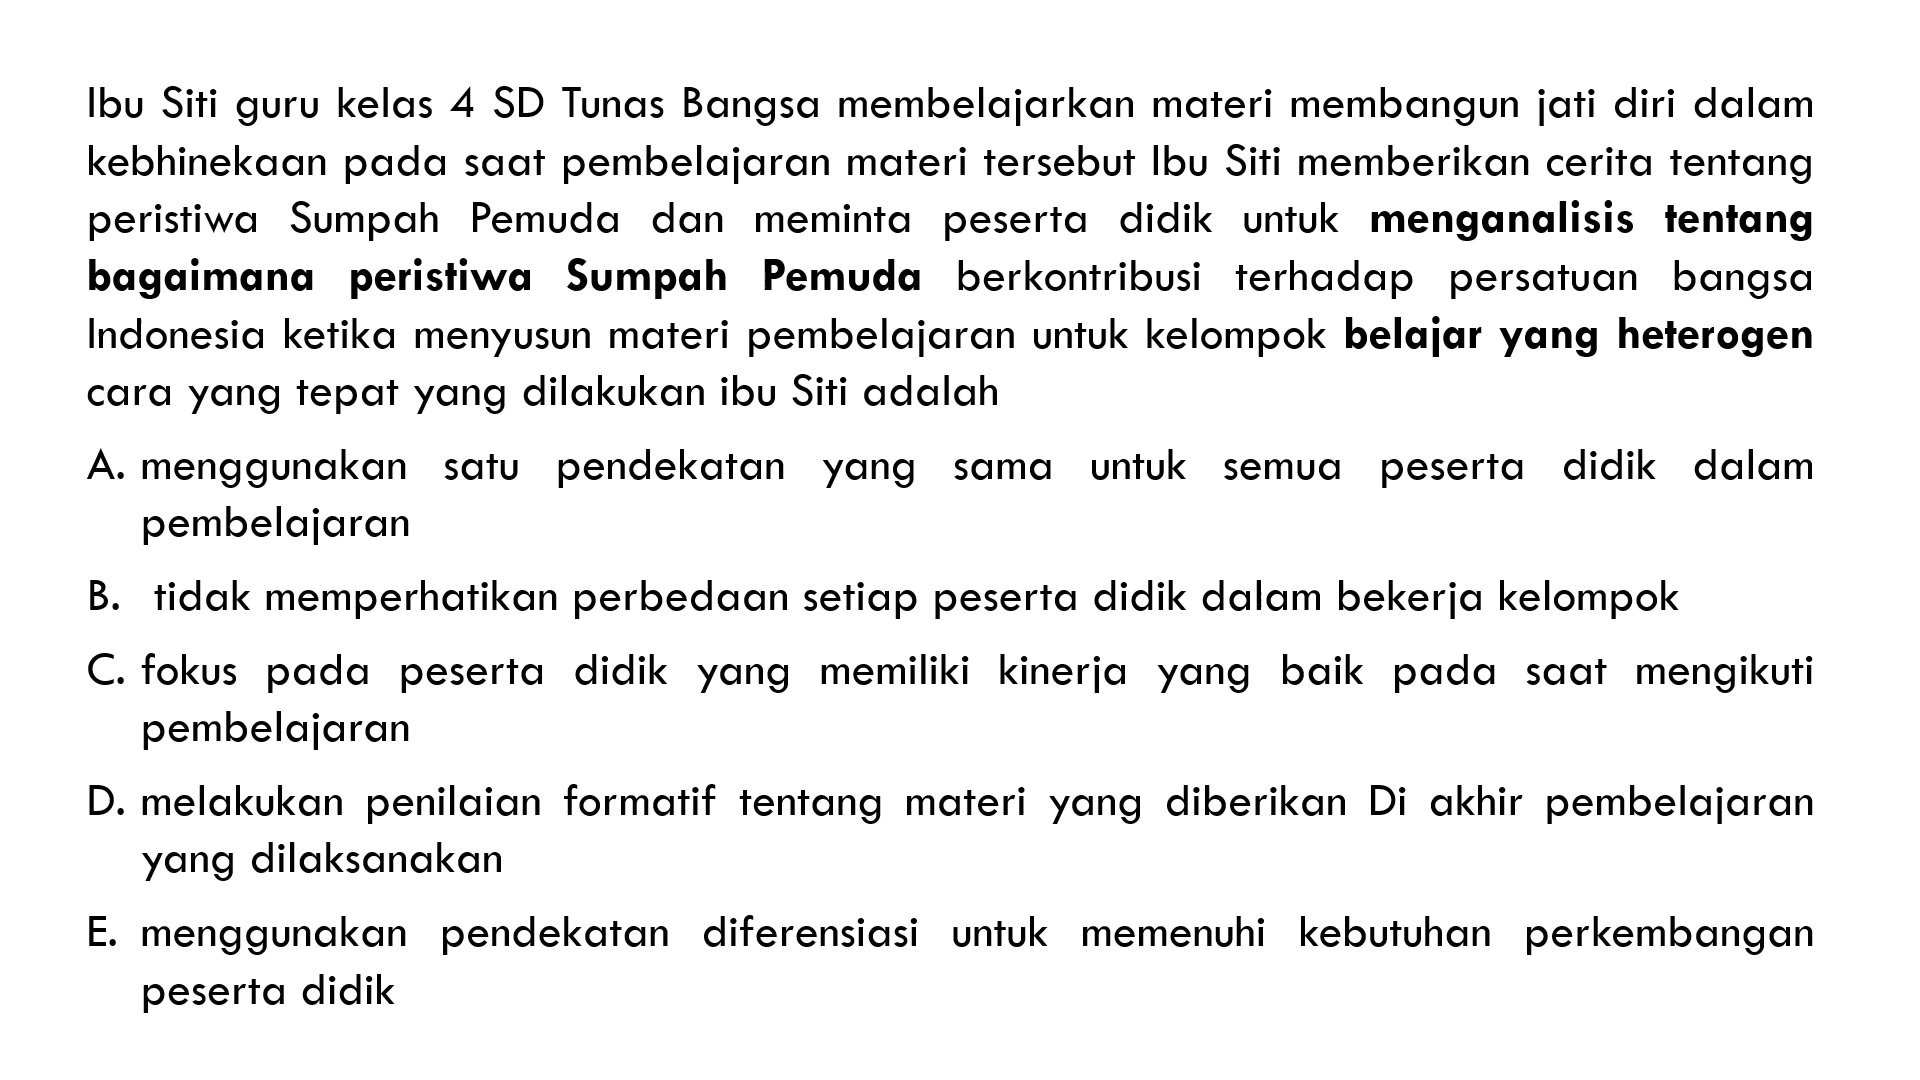 Ibu Siti guru kelas 4 SD Tunas Bangsa membelajarkan materi membangun jati diri dalam
kebhinekaan pada saat pembelajaran materi tersebut Ibu Siti memberikan cerita tentang
peristiwa Sumpah Pemuda dan meminta peserta didik untuk menganalisis tentang
bagaimana peristiwa Sumpah Pemuda berkontribusi terhadap persatuan bangsa
Indonesia ketika menyusun materi pembelajaran untuk kelompok belajar yang heterogen
cara yang tepat yang dilakukan ibu Siti adalah
A. menggunakan satu pendekatan yang sama untuk semua peserta didik dalam
pembelajaran
B. tidak memperhatikan perbedaan setiap peserta didik dalam bekerja kelompok
C. fokus pada peserta didik yang memiliki kinerja yang baik pada saat mengikuti
pembelajaran
D. melakukan penilaian formatif tentang materi yang diberikan Di akhir pembelajaran
yang dilaksanakan
E. menggunakan pendekatan diferensiasi untuk memenuhi kebutuhan perkembangan
peserta didik